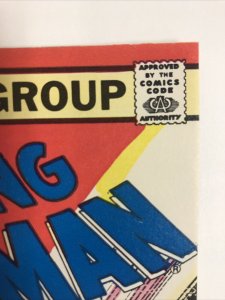 GROUP
APPROVED
BY THE
COMICS
CODE
CA
AUTHORITY
NG
MAN
®